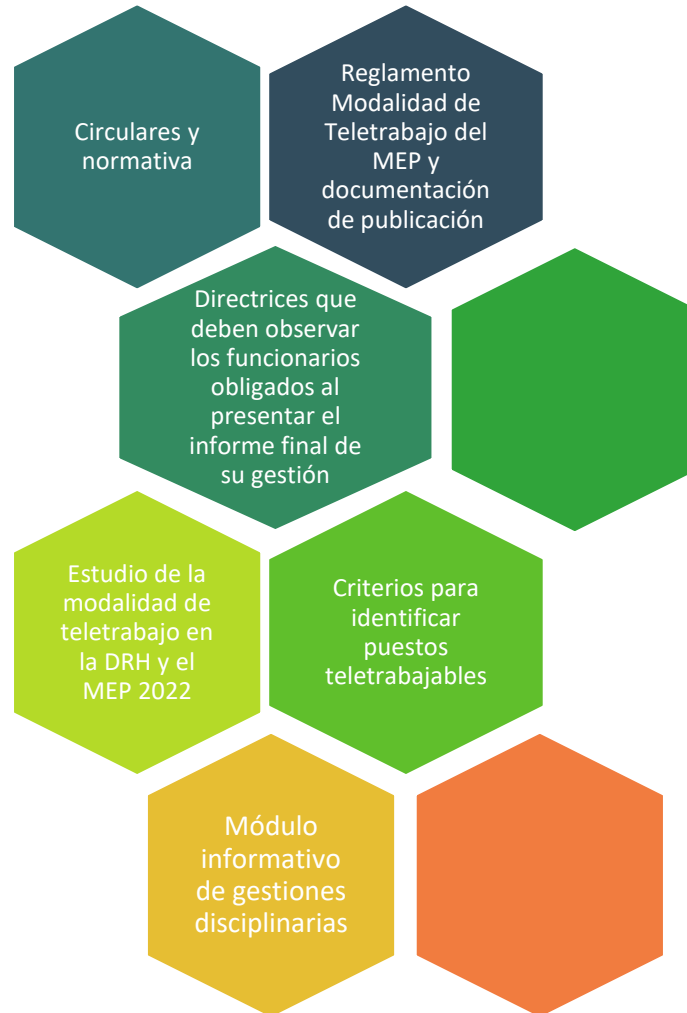 Circulares y
normativa
Reglamento
Modalidad de
Teletrabajo del
MEP y
documentación
de publicación
Directrices que
deben observar
los funcionarios
obligados al
presentar el
informe final de
su gestión
Estudio de la
modalidad de
teletrabajo en
la DRH y el
MEP 2022
Criterios para
identificar
puestos
teletrabajables
Módulo
informativo
de gestiones
disciplinarias